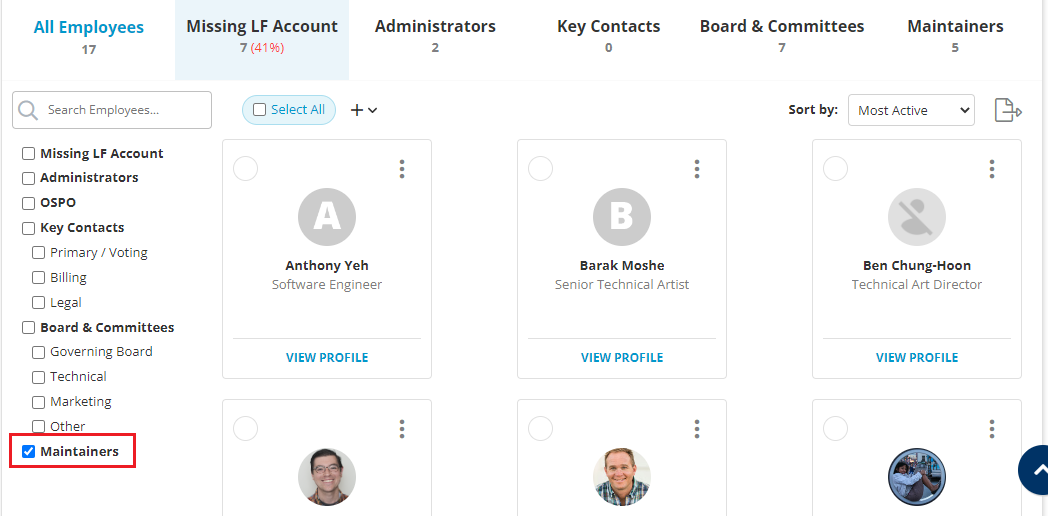 All Employees
17
Missing LF Account
7 (41%)
Administrators
2
Key Contacts
0
Board & Committees
7
Maintainers
5
Search Employees...
Select All
Sort by:
Most Active
Missing LF Account
Administrators
OSPO
Key Contacts
Primary / Voting
Billing
Legal
Board & Committees
Governing Board
Technical
Marketing
Other
Maintainers
A
Anthony Yeh
Software Engineer
VIEW PROFILE
B
Barak Moshe
Senior Technical Artist
VIEW PROFILE
Ben Chung-Hoon
Technical Art Director
VIEW PROFILE